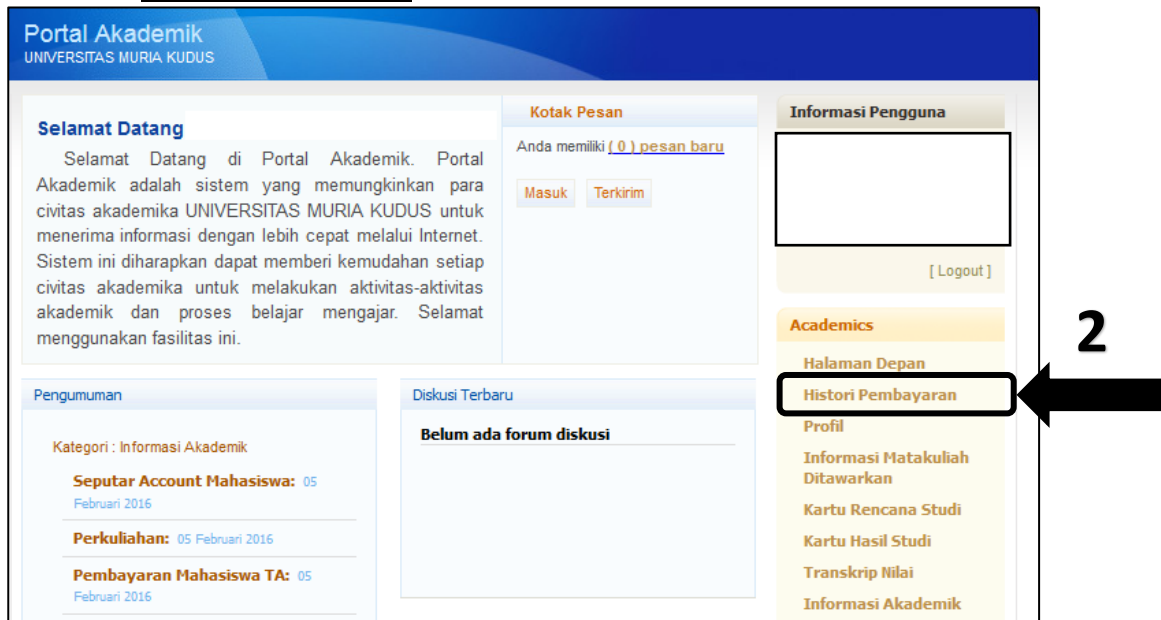 Portal Akademik
UNIVERSITAS MURIA KUDUS
Selamat Datang
Selamat Datang di Portal Akademik. Portal
Akademik adalah sistem yang memungkinkan para
civitas akademika UNIVERSITAS MURIA KUDUS untuk
menerima informasi dengan lebih cepat melalui Internet.
Sistem ini diharapkan dapat memberi kemudahan setiap
civitas akademika untuk melakukan aktivitas-aktivitas
akademik dan proses belajar mengajar. Selamat
menggunakan fasilitas ini.
Kotak Pesan
Anda memiliki ( 0 ) pesan baru
Masuk Terkirim
Pengumuman
Kategori : Informasi Akademik
Seputar Account Mahasiswa: 05
Februari 2016
Perkuliahan: 05 Februari 2016
Pembayaran Mahasiswa TA: 05
Februari 2016
Diskusi Terbaru
Belum ada forum diskusi
Informasi Pengguna
[ Logout ]
Academics
Halaman Depan
Histori Pembayaran
Profil
Informasi Matakuliah
Ditawarkan
Kartu Rencana Studi
Kartu Hasil Studi
Transkrip Nilai
Informasi Akademik
2